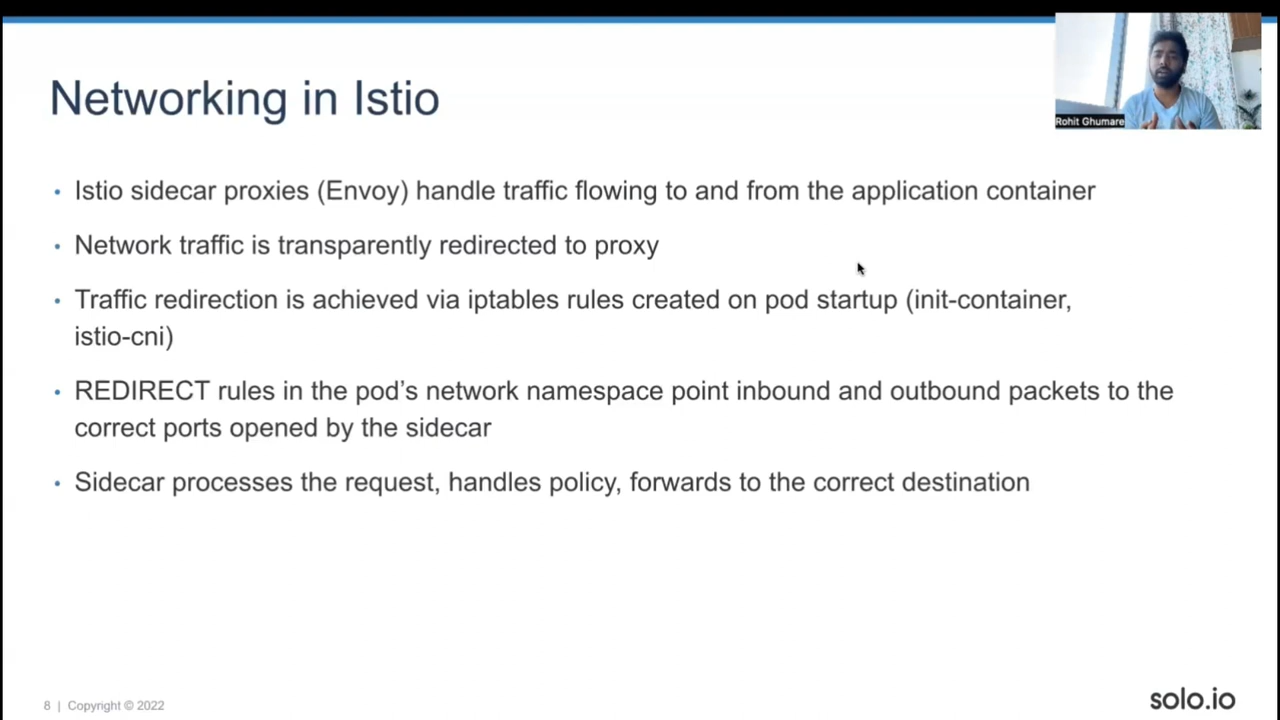 Networking in Istio
Rohit Ghumare
• Istio sidecar proxies (Envoy) handle traffic flowing to and from the application container
• Network traffic is transparently redirected to proxy
• Traffic redirection is achieved via iptables rules created on pod startup (init-container,
istio-cni)
• REDIRECT rules in the pod’s network namespace point inbound and outbound packets to the
correct ports opened by the sidecar
• Sidecar processes the request, handles policy, forwards to the correct destination
8 | Copyright © 2022
solo.io